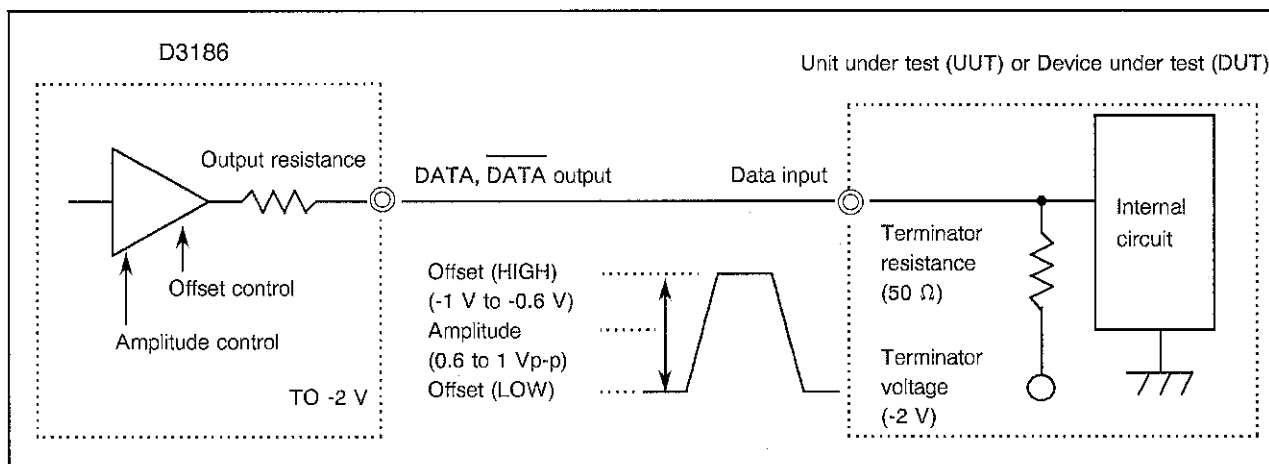 D3186
Unit under test (UUT) or Device under test (DUT)
Output resistance
DATA, DATA output
Data input
Offset control
Amplitude control
TO -2 V
Offset (HIGH)
(-1 V to -0.6 V)
Amplitude
(0.6 to 1 Vp-p)
Offset (LOW)
Terminator
resistance
(50 Ω)
Terminator
voltage
(-2 V)
Internal
circuit